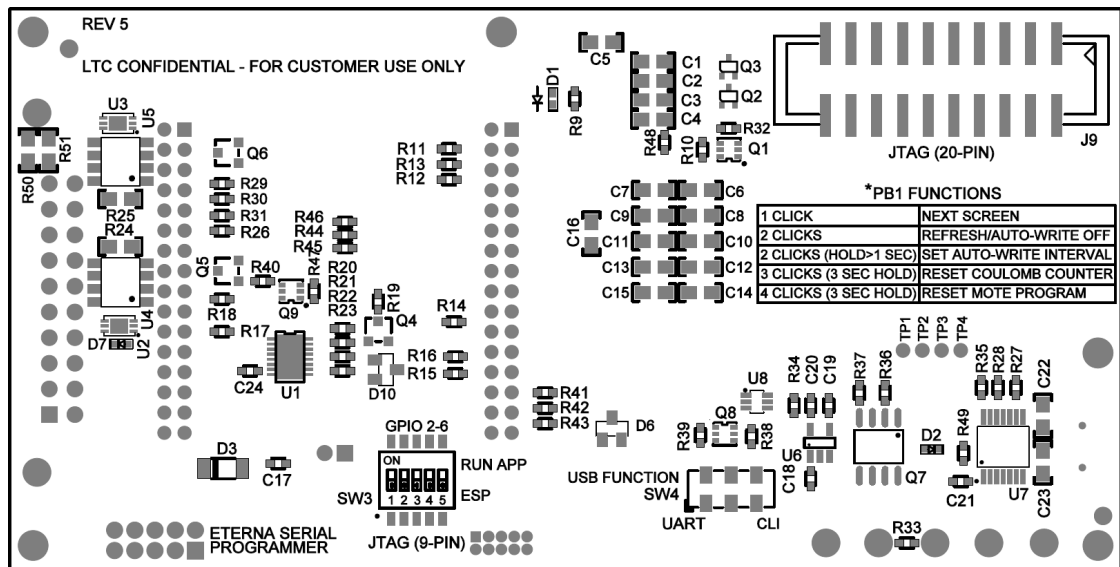 REV 5
LTC CONFIDENTIAL - FOR CUSTOMER USE ONLY
U3
U5
R51
R50
R25
R24
U4
U2
D7
Q6
R29
R30
R31
R26
Q5
R18
R17
R40
R47
Q9
C24
U1
R11
R13
R12
R46
R44
R45
R20
R21
R22
R23
R19
Q4
R14
R16
R15
D10
D3
C17
GPIO 2-6
ON
1 2 3 4 5
RUN APP
ESP
SW3
JTAG (9-PIN)
ETERNA SERIAL
PROGRAMMER
C5
D1
R9
C1
C2
C3
C4
R48
R10
Q3
Q2
R32
Q1
JTAG (20-PIN)
J9
C7
C6
C9
C8
C16
C11
C10
C13
C12
C15
C14
*PB1 FUNCTIONS
1 CLICK NEXT SCREEN
2 CLICKS REFRESH/AUTO-WRITE OFF
2 CLICKS (HOLD>1 SEC) SET AUTO-WRITE INTERVAL
3 CLICKS (3 SEC HOLD) RESET COULOMB COUNTER
4 CLICKS (3 SEC HOLD) RESET MOTE PROGRAM
TP1
TP2
TP3
TP4
R41
R42
R43
D6
R39
Q8
R38
U8
R34
C20
C19
U6
C18
R37
R36
Q7
D2
R49
C21
R35
R28
R27
C22
U7
C23
USB FUNCTION
SW4
UART
CLI
R33